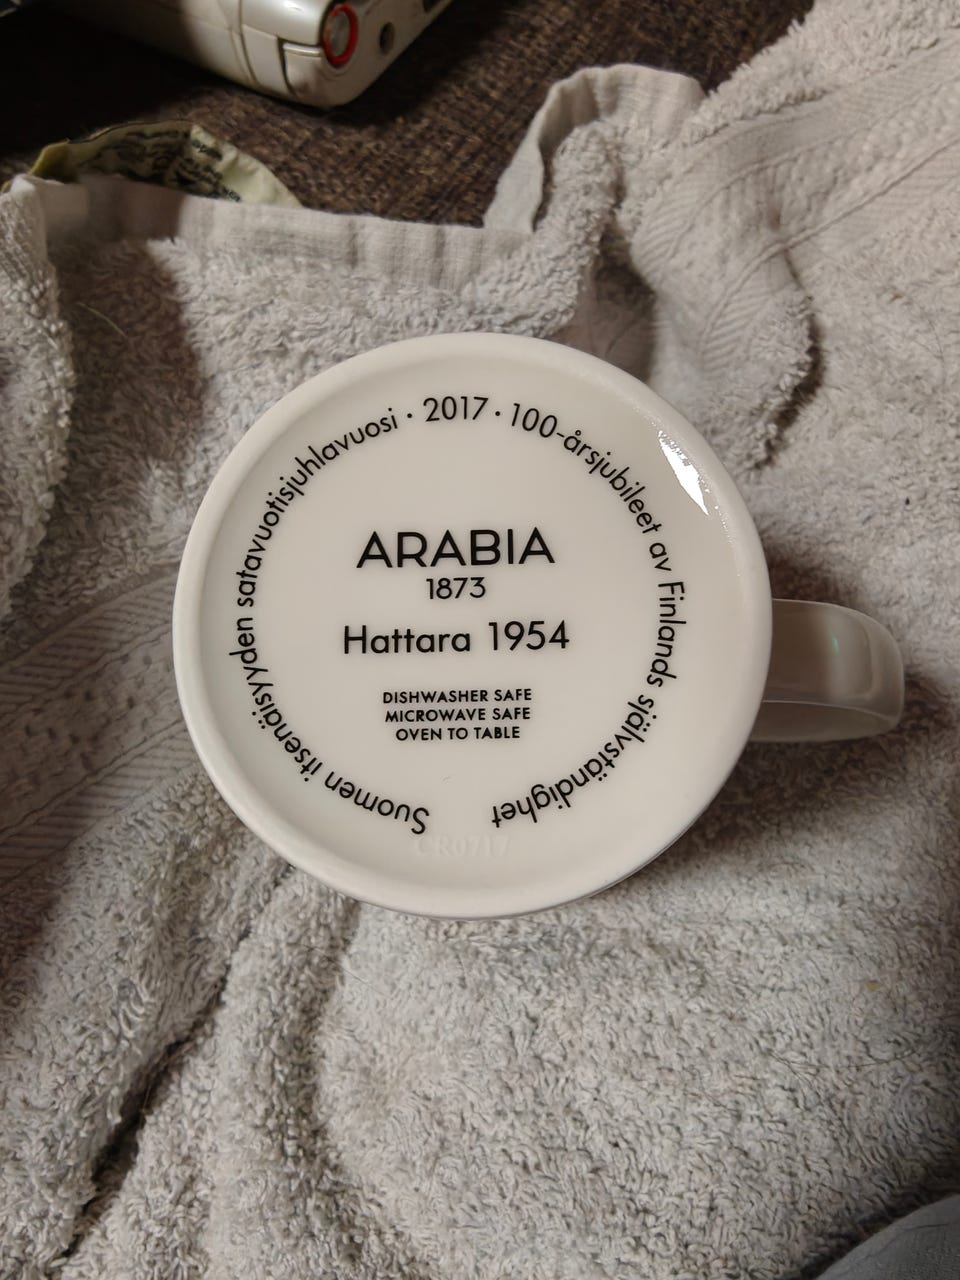 Suomen itsenäisyyden satavuotisjuhlavuosi · 2017 · 100-årsjubileet av Finlands självständighet
ARABIA
1873
Hattara 1954
DISHWASHER SAFE
MICROWAVE SAFE
OVEN TO TABLE
CR0717